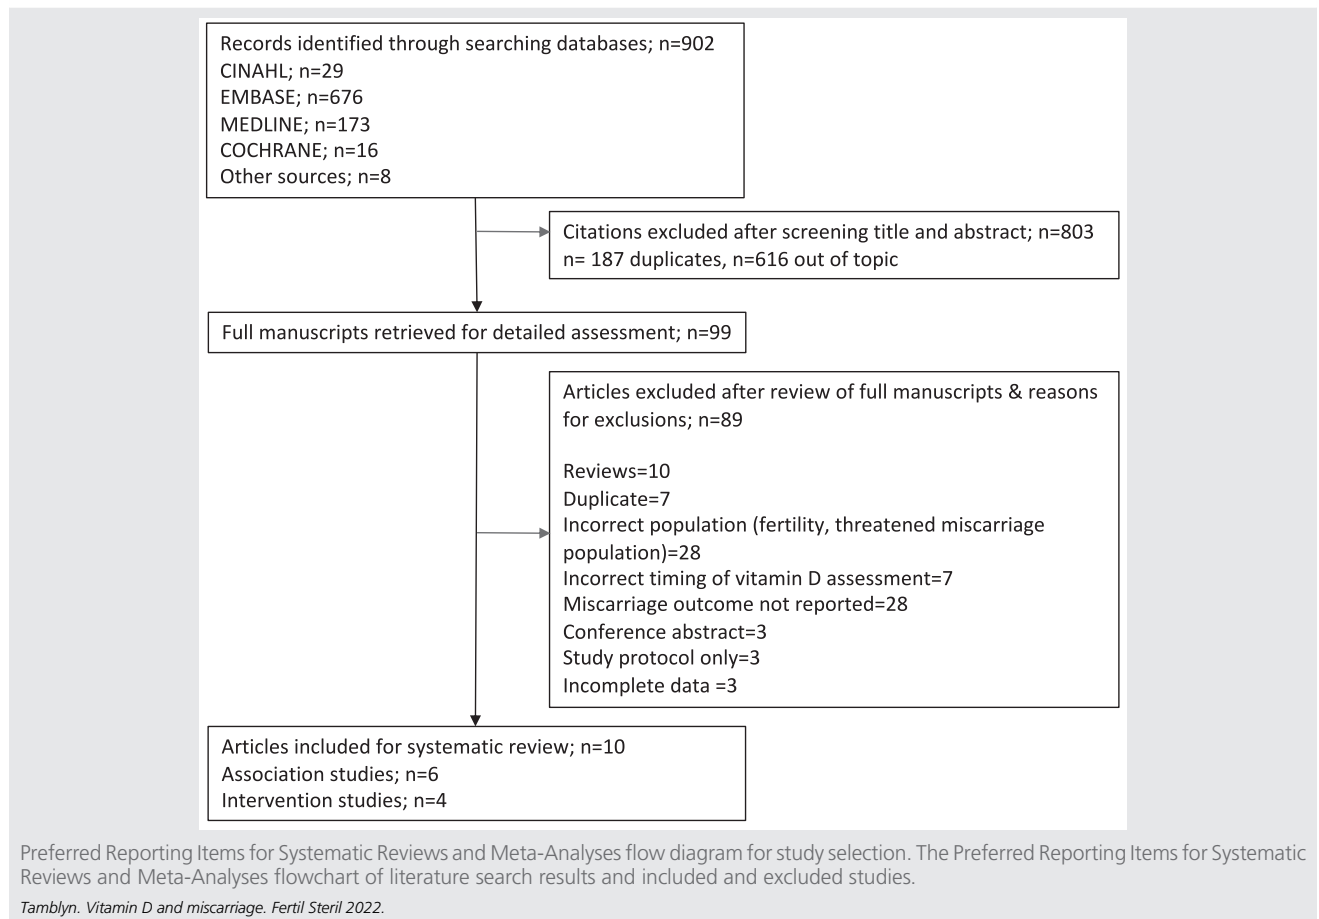 Records identified through searching databases; n=902
CINAHL; n=29
EMBASE; n=676
MEDLINE; n=173
COCHRANE; n=16
Other sources; n=8
Citations excluded after screening title and abstract; n=803
n= 187 duplicates, n=616 out of topic
Full manuscripts retrieved for detailed assessment; n=99
Articles excluded after review of full manuscripts & reasons
for exclusions; n=89
Reviews=10
Duplicate=7
Incorrect population (fertility, threatened miscarriage
population)=28
Incorrect timing of vitamin D assessment=7
Miscarriage outcome not reported=28
Conference abstract=3
Study protocol only=3
Incomplete data =3
Articles included for systematic review; n=10
Association studies; n=6
Intervention studies; n=4
Preferred Reporting Items for Systematic Reviews and Meta-Analyses flow diagram for study selection. The Preferred Reporting Items for Systematic
Reviews and Meta-Analyses flowchart of literature search results and included and excluded studies.
Tamblyn. Vitamin D and miscarriage. Fertil Steril 2022.